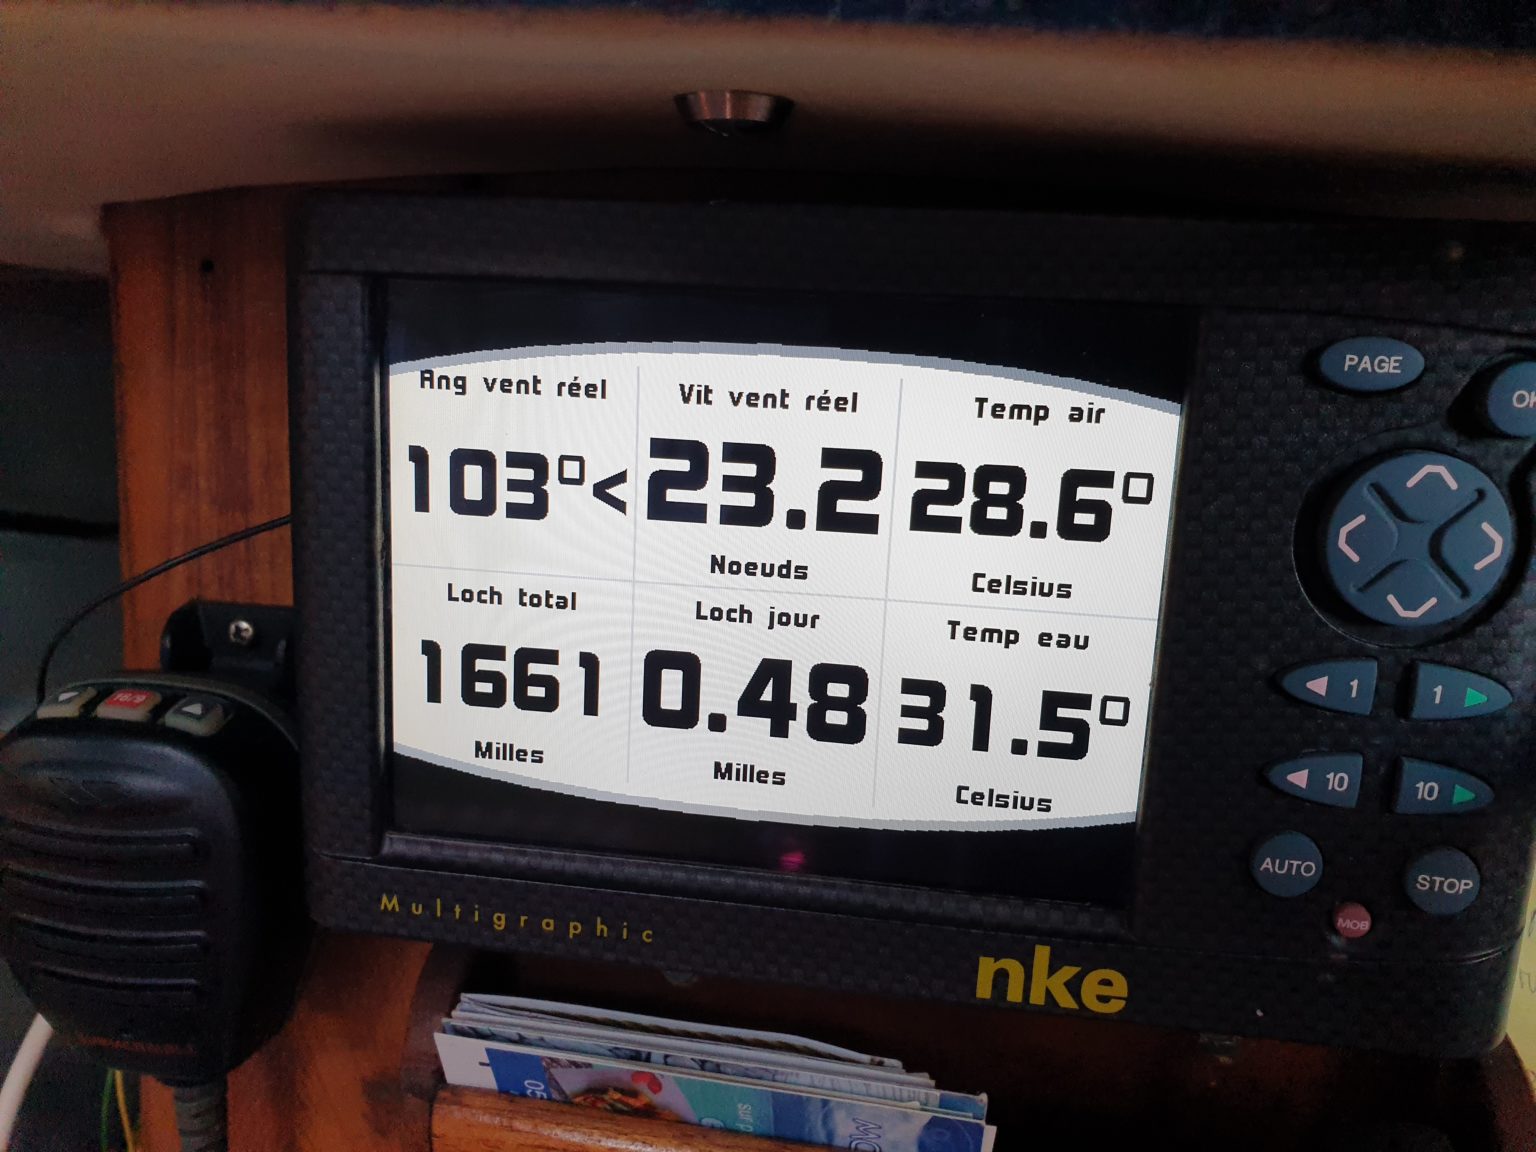 Ang vent réel
Vit vent réel
Temp air
103°<
23.2
28.6°
Noeuds
Celsius
Loch total
Loch jour
Temp eau
1661
0.48
31.5°
Milles
Milles
Celsius
PAGE
1
1
10
10
AUTO
STOP
MOB
Multigraphic
nke